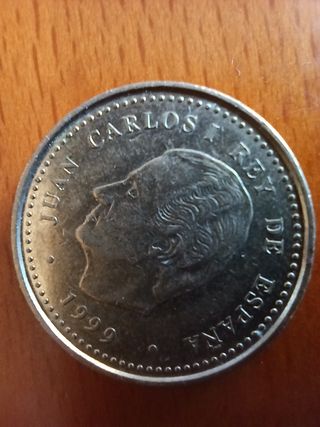 JUAN CARLOS I REY DE ESPAÑA
1999